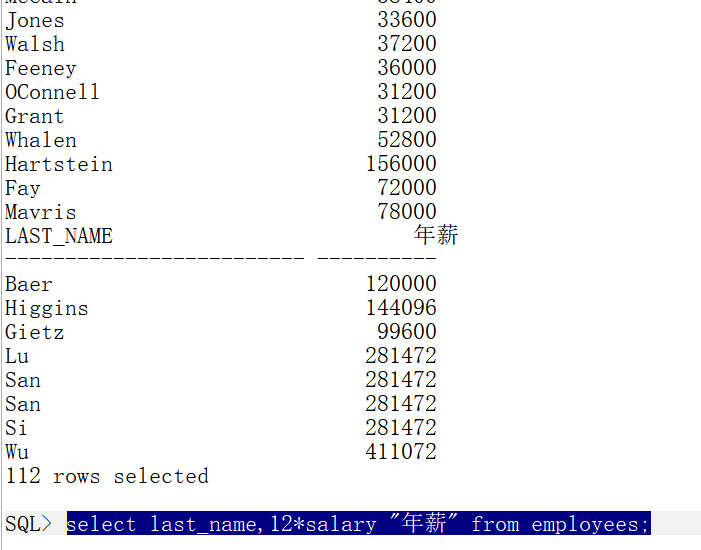 Jones                          33600
Walsh                          37200
Feeney                         36000
OConnell                       31200
Grant                          31200
Whalen                         52800
Hartstein                     156000
Fay                            72000
Mavris                         78000
LAST_NAME                         年薪
------------------------- ----------
Baer                          120000
Higgins                       144096
Gietz                          99600
Lu                            281472
San                           281472
San                           281472
Si                            281472
Wu                            411072
112 rows selected
SQL> select last_name,12*salary "年薪" from employees;